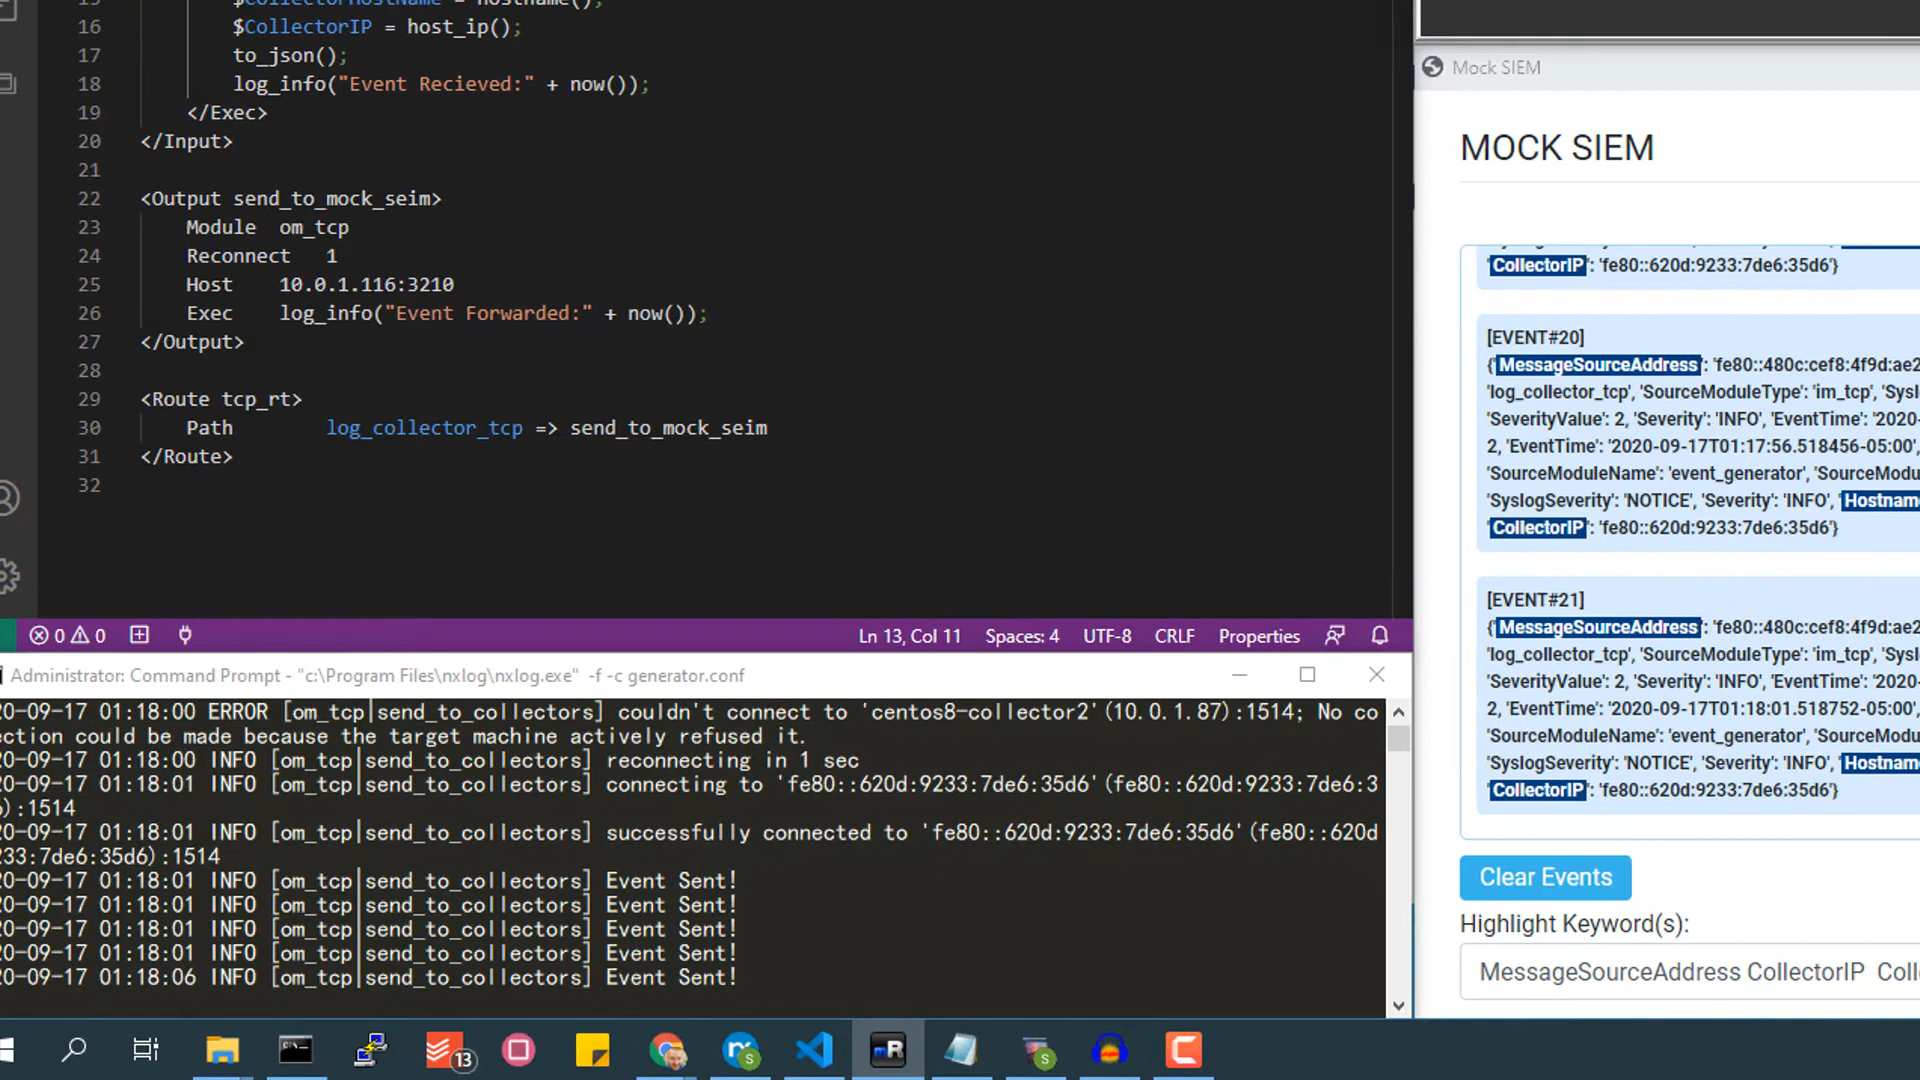 15 $CollectorHostName = hostname();
16 $CollectorIP = host_ip();
17 to_json();
18 log_info("Event Recieved:" + now());
19 </Exec>
20 </Input>
21
22 <Output send_to_mock_seim>
23 Module om_tcp
24 Reconnect 1
25 Host 10.0.1.116:3210
26 Exec log_info("Event Forwarded:" + now());
27 </Output>
28
29 <Route tcp_rt>
30 Path log_collector_tcp => send_to_mock_seim
31 </Route>
32
0 0 Ln 13, Col 11 Spaces: 4 UTF-8 CRLF Properties
Administrator: Command Prompt - "c:\Program Files\nxlog\nxlog.exe" -f -c generator.conf
20-09-17 01:18:00 ERROR [om_tcp|send_to_collectors] couldn't connect to 'centos8-collector2'(10.0.1.87):1514; No co
ection could be made because the target machine actively refused it.
20-09-17 01:18:00 INFO [om_tcp|send_to_collectors] reconnecting in 1 sec
20-09-17 01:18:01 INFO [om_tcp|send_to_collectors] connecting to 'fe80::620d:9233:7de6:35d6'(fe80::620d:9233:7de6:3
6):1514
20-09-17 01:18:01 INFO [om_tcp|send_to_collectors] successfully connected to 'fe80::620d:9233:7de6:35d6'(fe80::620d
233:7de6:35d6):1514
20-09-17 01:18:01 INFO [om_tcp|send_to_collectors] Event Sent!
20-09-17 01:18:01 INFO [om_tcp|send_to_collectors] Event Sent!
20-09-17 01:18:01 INFO [om_tcp|send_to_collectors] Event Sent!
20-09-17 01:18:01 INFO [om_tcp|send_to_collectors] Event Sent!
20-09-17 01:18:06 INFO [om_tcp|send_to_collectors] Event Sent!
Mock SIEM
MOCK SIEM
'CollectorIP': 'fe80::620d:9233:7de6:35d6'}
[EVENT#20]
{'MessageSourceAddress': 'fe80::480c:cef8:4f9d:ae2
'log_collector_tcp', 'SourceModuleType': 'im_tcp', 'Sysl
'SeverityValue': 2, 'Severity': 'INFO', 'EventTime': '2020-
2, 'EventTime': '2020-09-17T01:17:56.518456-05:00',
'SourceModuleName': 'event_generator', 'SourceModu
'SyslogSeverity': 'NOTICE', 'Severity': 'INFO', 'Hostnam
'CollectorIP': 'fe80::620d:9233:7de6:35d6'}
[EVENT#21]
{'MessageSourceAddress': 'fe80::480c:cef8:4f9d:ae2
'log_collector_tcp', 'SourceModuleType': 'im_tcp', 'Sysl
'SeverityValue': 2, 'Severity': 'INFO', 'EventTime': '2020-
2, 'EventTime': '2020-09-17T01:18:01.518752-05:00',
'SourceModuleName': 'event_generator', 'SourceModu
'SyslogSeverity': 'NOTICE', 'Severity': 'INFO', 'Hostnam
'CollectorIP': 'fe80::620d:9233:7de6:35d6'}
Clear Events
Highlight Keyword(s):
MessageSourceAddress CollectorIP Coll
13 S mR S